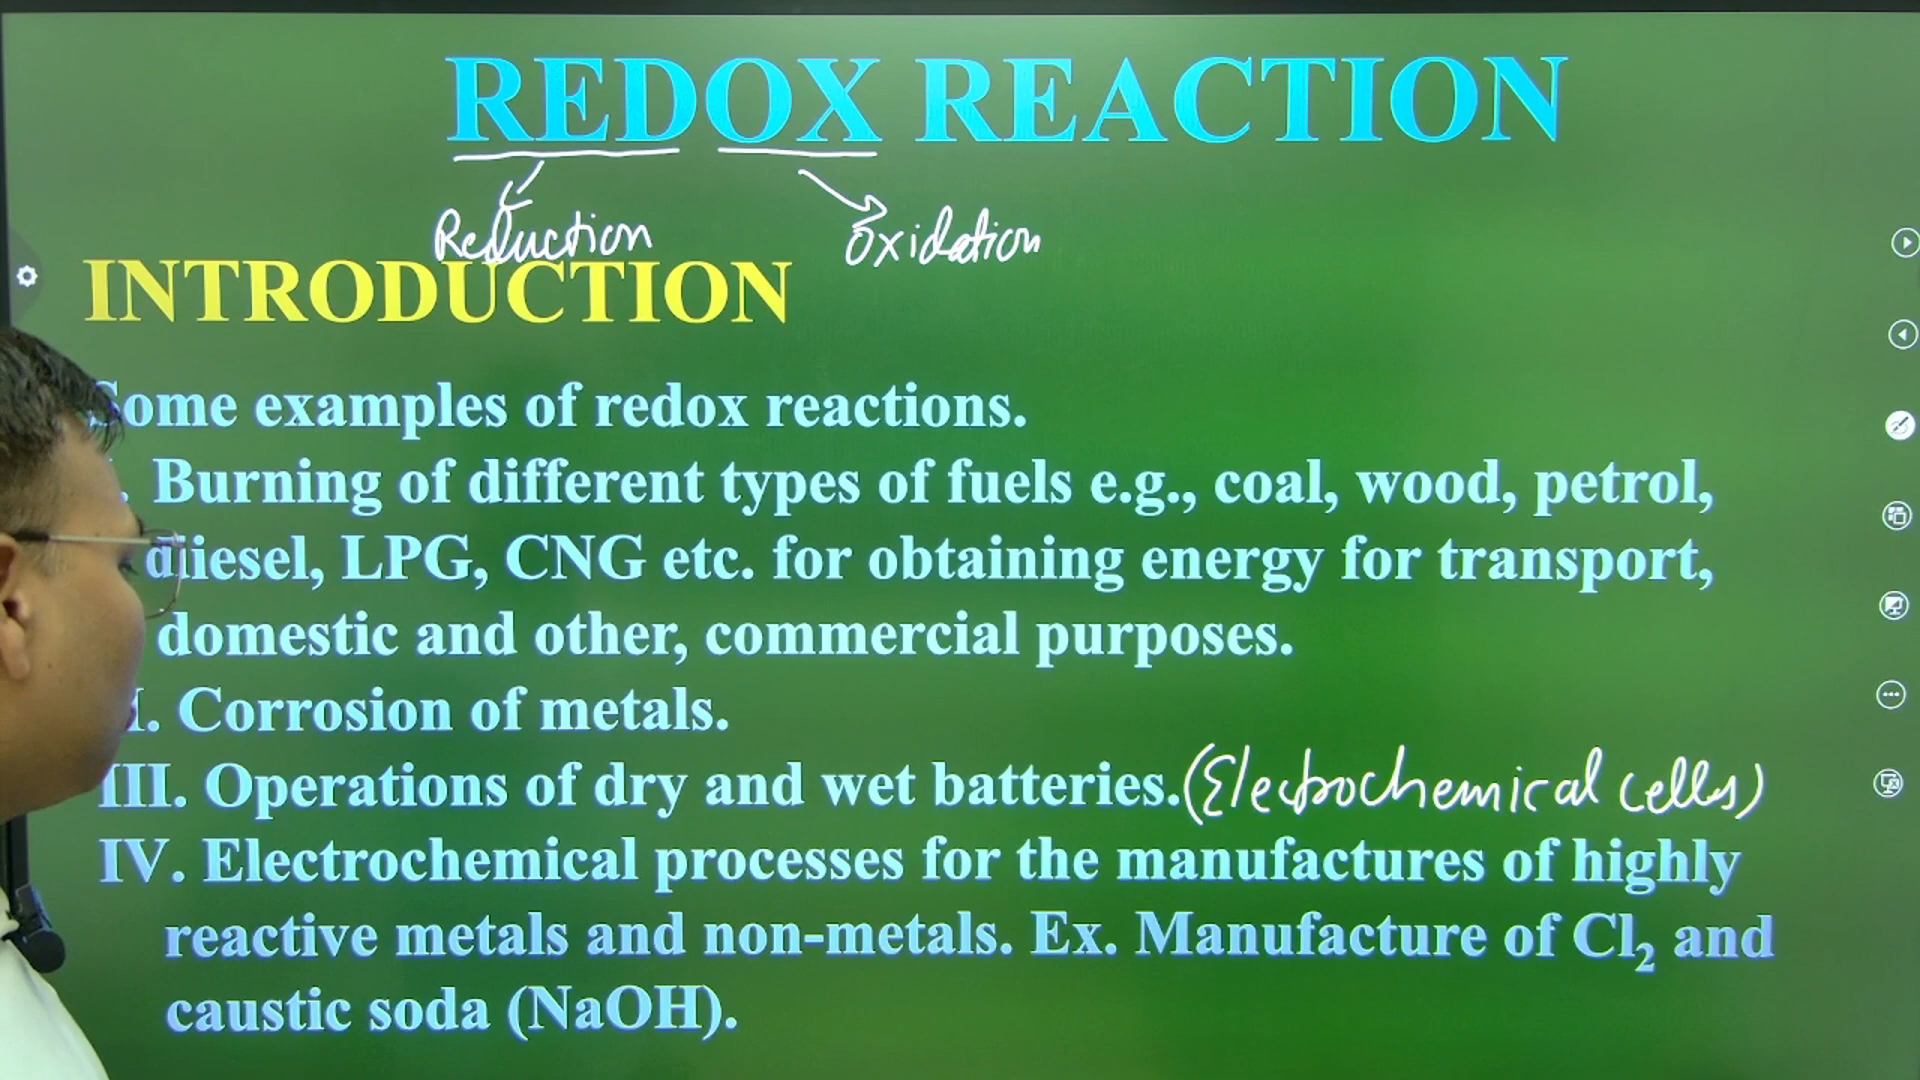 REDOX REACTION
Reduction
Oxidation
INTRODUCTION
Some examples of redox reactions.
Burning of different types of fuels e.g., coal, wood, petrol,
diiesel, LPG, CNG etc. for obtaining energy for transport,
domestic and other, commercial purposes.
I. Corrosion of metals.
III. Operations of dry and wet batteries. (Electrochemical cells)
IV. Electrochemical processes for the manufactures of highly
reactive metals and non-metals. Ex. Manufacture of Cl₂ and
caustic soda (NaOH).